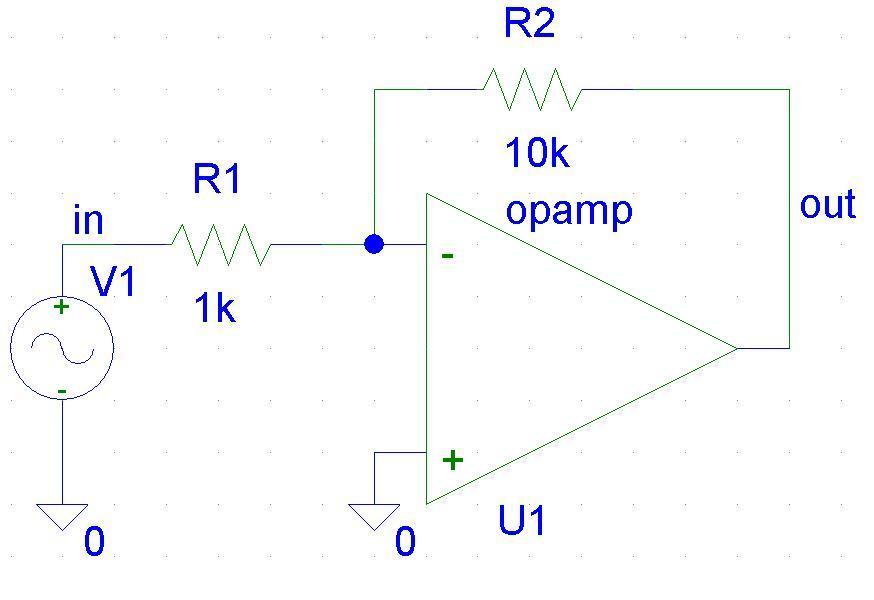 R2
10k
R1
opamp
out
in
-
V1
+
1k
-
+
U1
0
0